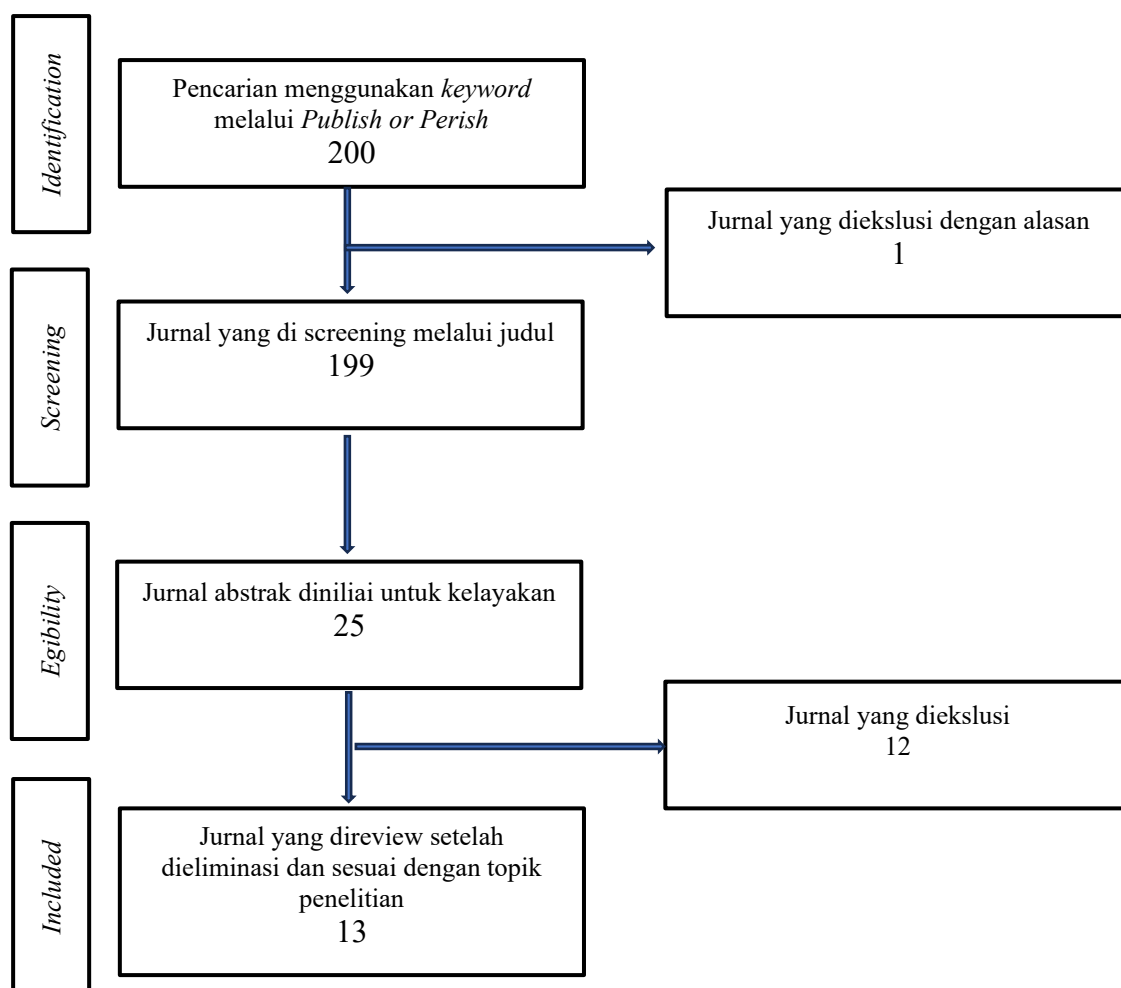 Identification
Pencarian menggunakan keyword
melalui Publish or Perish
200
Jurnal yang diekslusi dengan alasan
1
Screening
Jurnal yang di screening melalui judul
199
Egibility
Jurnal abstrak diniliai untuk kelayakan
25
Jurnal yang diekslusi
12
Included
Jurnal yang direview setelah
dieliminasi dan sesuai dengan topik
penelitian
13